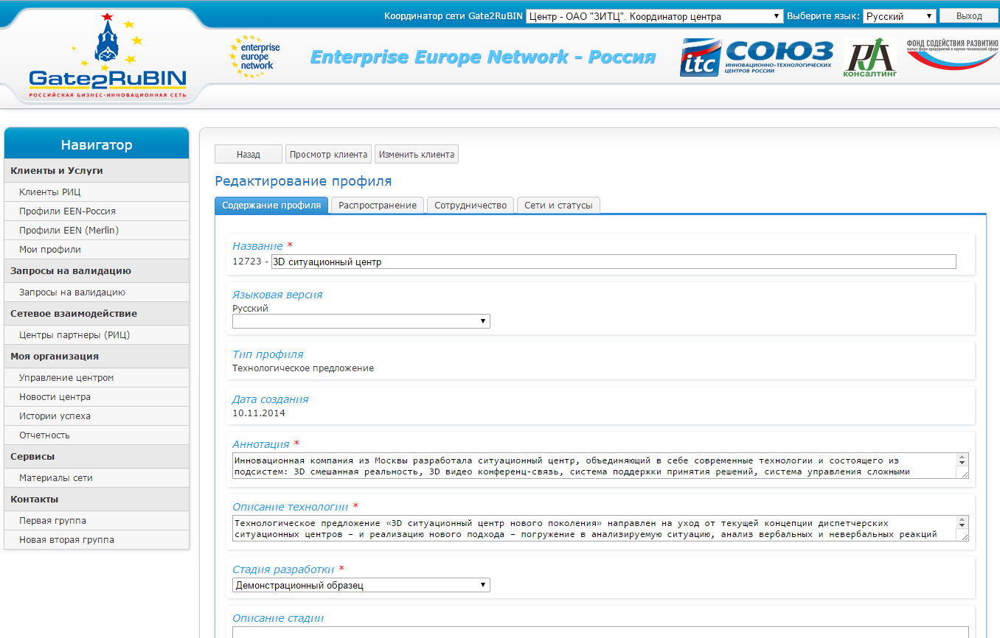 Координатор сети Gate2RuBIN Центр - ОАО "ЗИТЦ". Координатор центра Выберите язык: Русский Выход
Gate2RuBIN
РОССИЙСКАЯ БИЗНЕС-ИННОВАЦИОННАЯ СЕТЬ
enterprise
europe
network
Enterprise Europe Network - Россия
itc
СОЮЗ
ИННОВАЦИОННО-ТЕХНОЛОГИЧЕСКИХ
ЦЕНТРОВ РОССИИ
РА
КОНСАЛТИНГ
ФОНД СОДЕЙСТВИЯ РАЗВИТИЮ
малых форм предприятий в научно-технической сфере
Навигатор
Клиенты и Услуги
Клиенты РИЦ
Профили EEN-Россия
Профили EEN (Merlin)
Мои профили
Запросы на валидацию
Запросы на валидацию
Сетевое взаимодействие
Центры партнеры (РИЦ)
Моя организация
Управление центром
Новости центра
Истории успеха
Отчетность
Сервисы
Материалы сети
Контакты
Первая группа
Новая вторая группа
Назад Просмотр клиента Изменить клиента
Редактирование профиля
Содержание профиля Распространение Сотрудничество Сети и статусы
Название *
12723 - 3D ситуационный центр
Языковая версия
Русский
Тип профиля
Технологическое предложение
Дата создания
10.11.2014
Аннотация *
Инновационная компания из Москвы разработала ситуационный центр, объединяющий в себе современные технологии и состоящего из
подсистем: 3D смешанная реальность, 3D видео конференц-связь, система поддержки принятия решений, система управления сложными
Описание технологии *
Технологическое предложение «3D ситуационный центр нового поколения» направлен на уход от текущей концепции диспетчерских
ситуационных центров – и реализацию нового подхода – погружение в анализируемую ситуацию, анализ вербальных и невербальных реакций
Стадия разработки *
Демонстрационный образец
Описание стадии